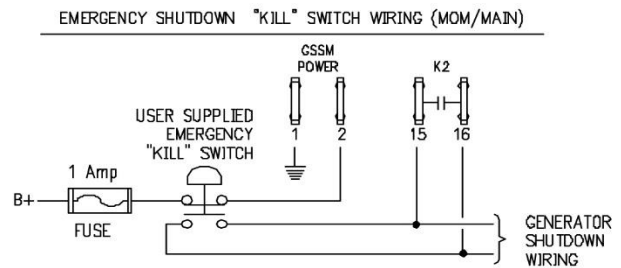 EMERGENCY SHUTDOWN "KILL" SWITCH WIRING (MOM/MAIN)
GSSM
POWER
K2
USER SUPPLIED
EMERGENCY
"KILL" SWITCH
1 2 15 16
1 Amp
B+
FUSE
GENERATOR
SHUTDOWN
WIRING